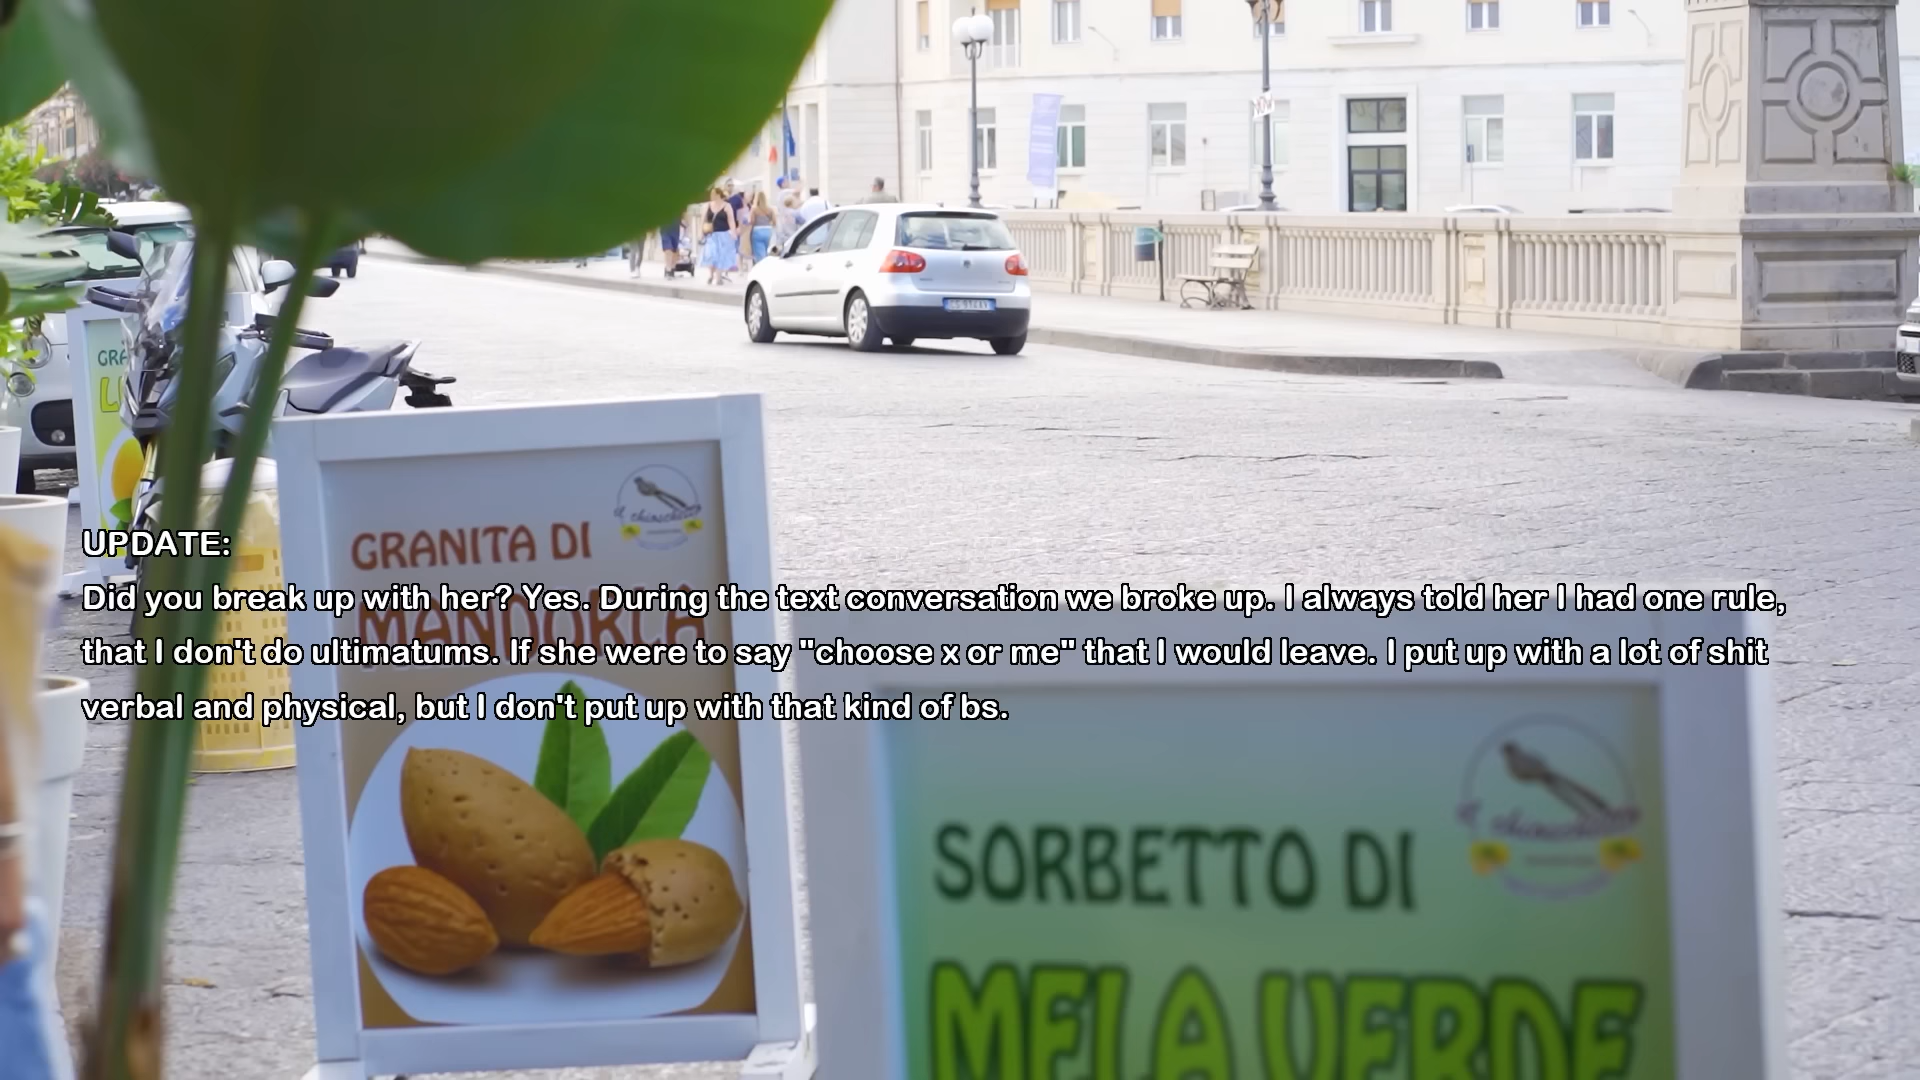 UPDATE:
Did you break up with her? Yes. During the text conversation we broke up. I always told her I had one rule,
that I don't do ultimatums. If she were to say "choose x or me" that I would leave. I put up with a lot of shit
verbal and physical, but I don't put up with that kind of bs.
GRANITA DI
MANDORLA
SORBETTO DI
MELA VERDE